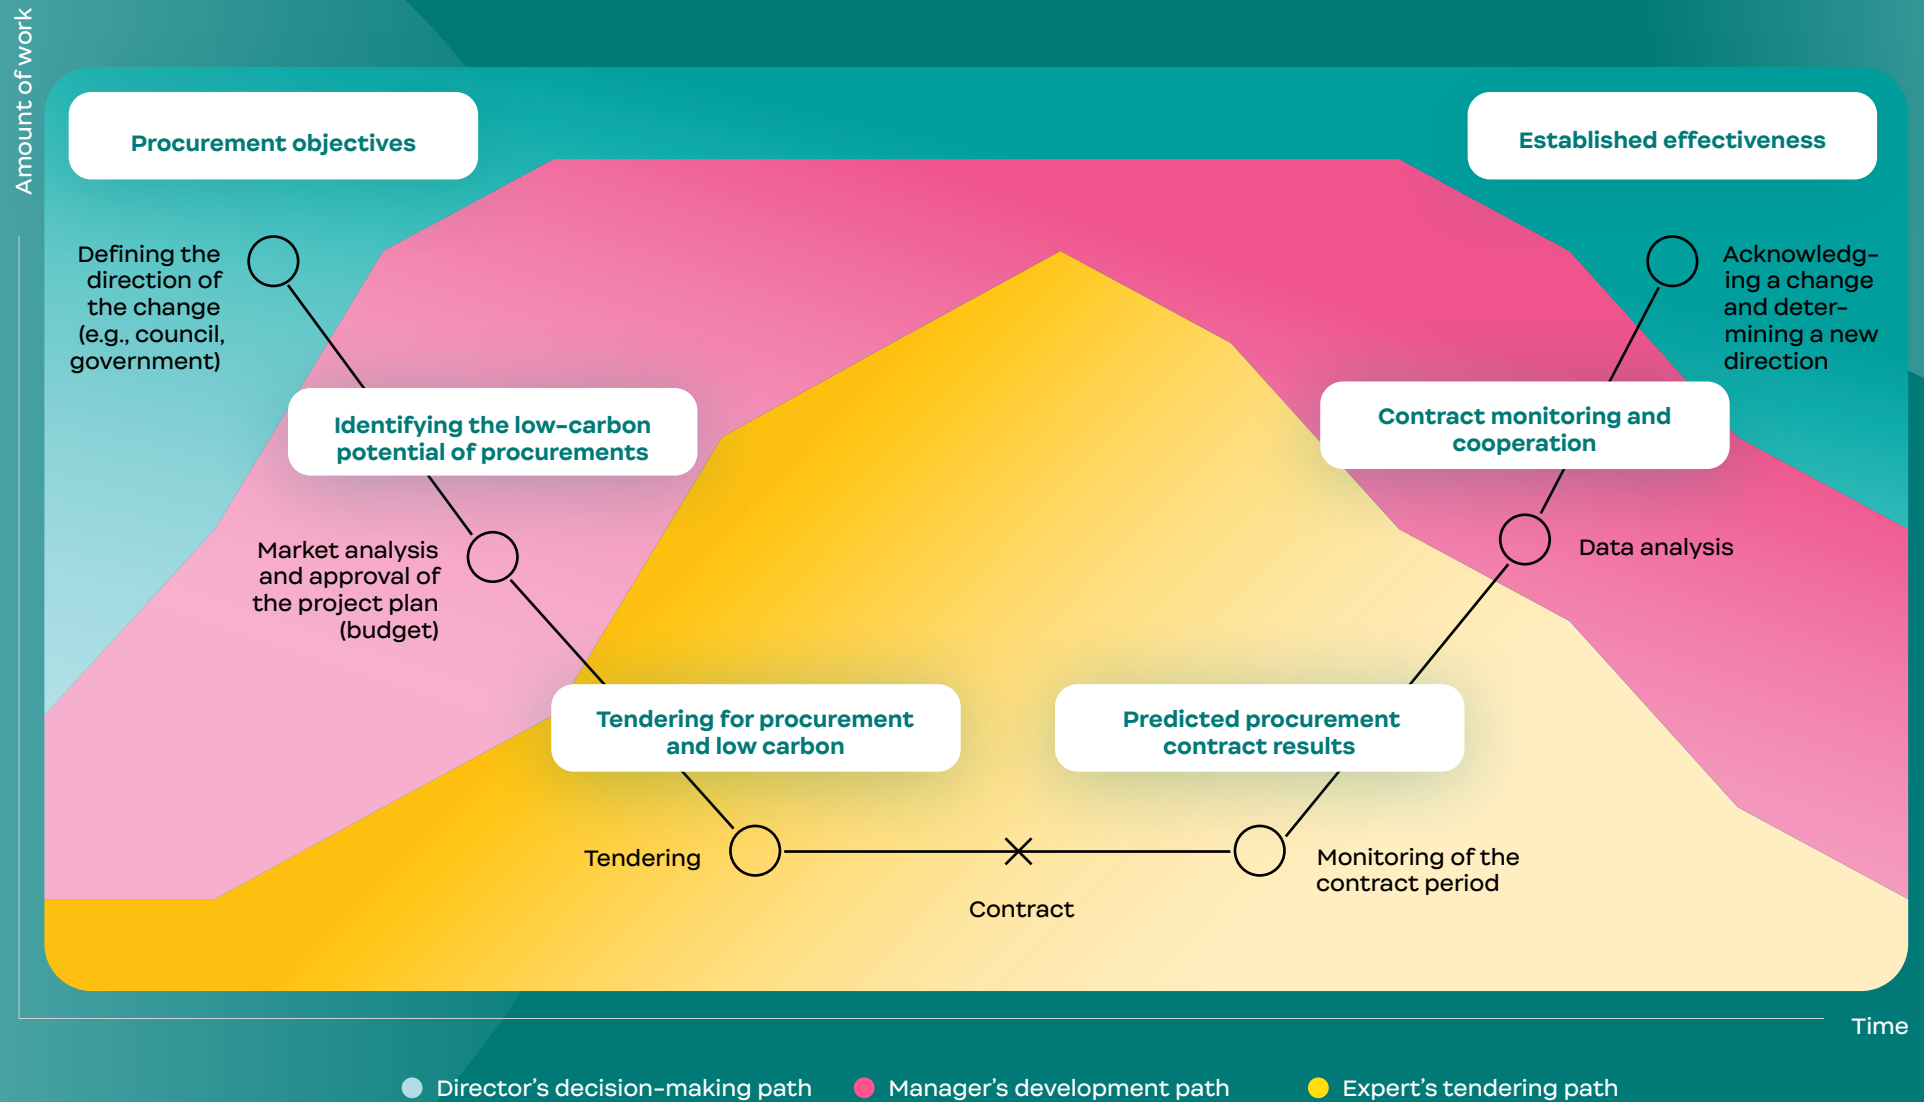 Amount of work
Procurement objectives
Established effectiveness
Defining the
direction of
the change
(e.g., council,
government)
Acknowledg-
ing a change
and deter-
mining a new
direction
Identifying the low-carbon
potential of procurements
Contract monitoring and
cooperation
Market analysis
and approval of
the project plan
(budget)
Data analysis
Tendering for procurement
and low carbon
Predicted procurement
contract results
Tendering
Contract
Monitoring of the
contract period
Time
Director's decision-making path
Manager's development path
Expert's tendering path